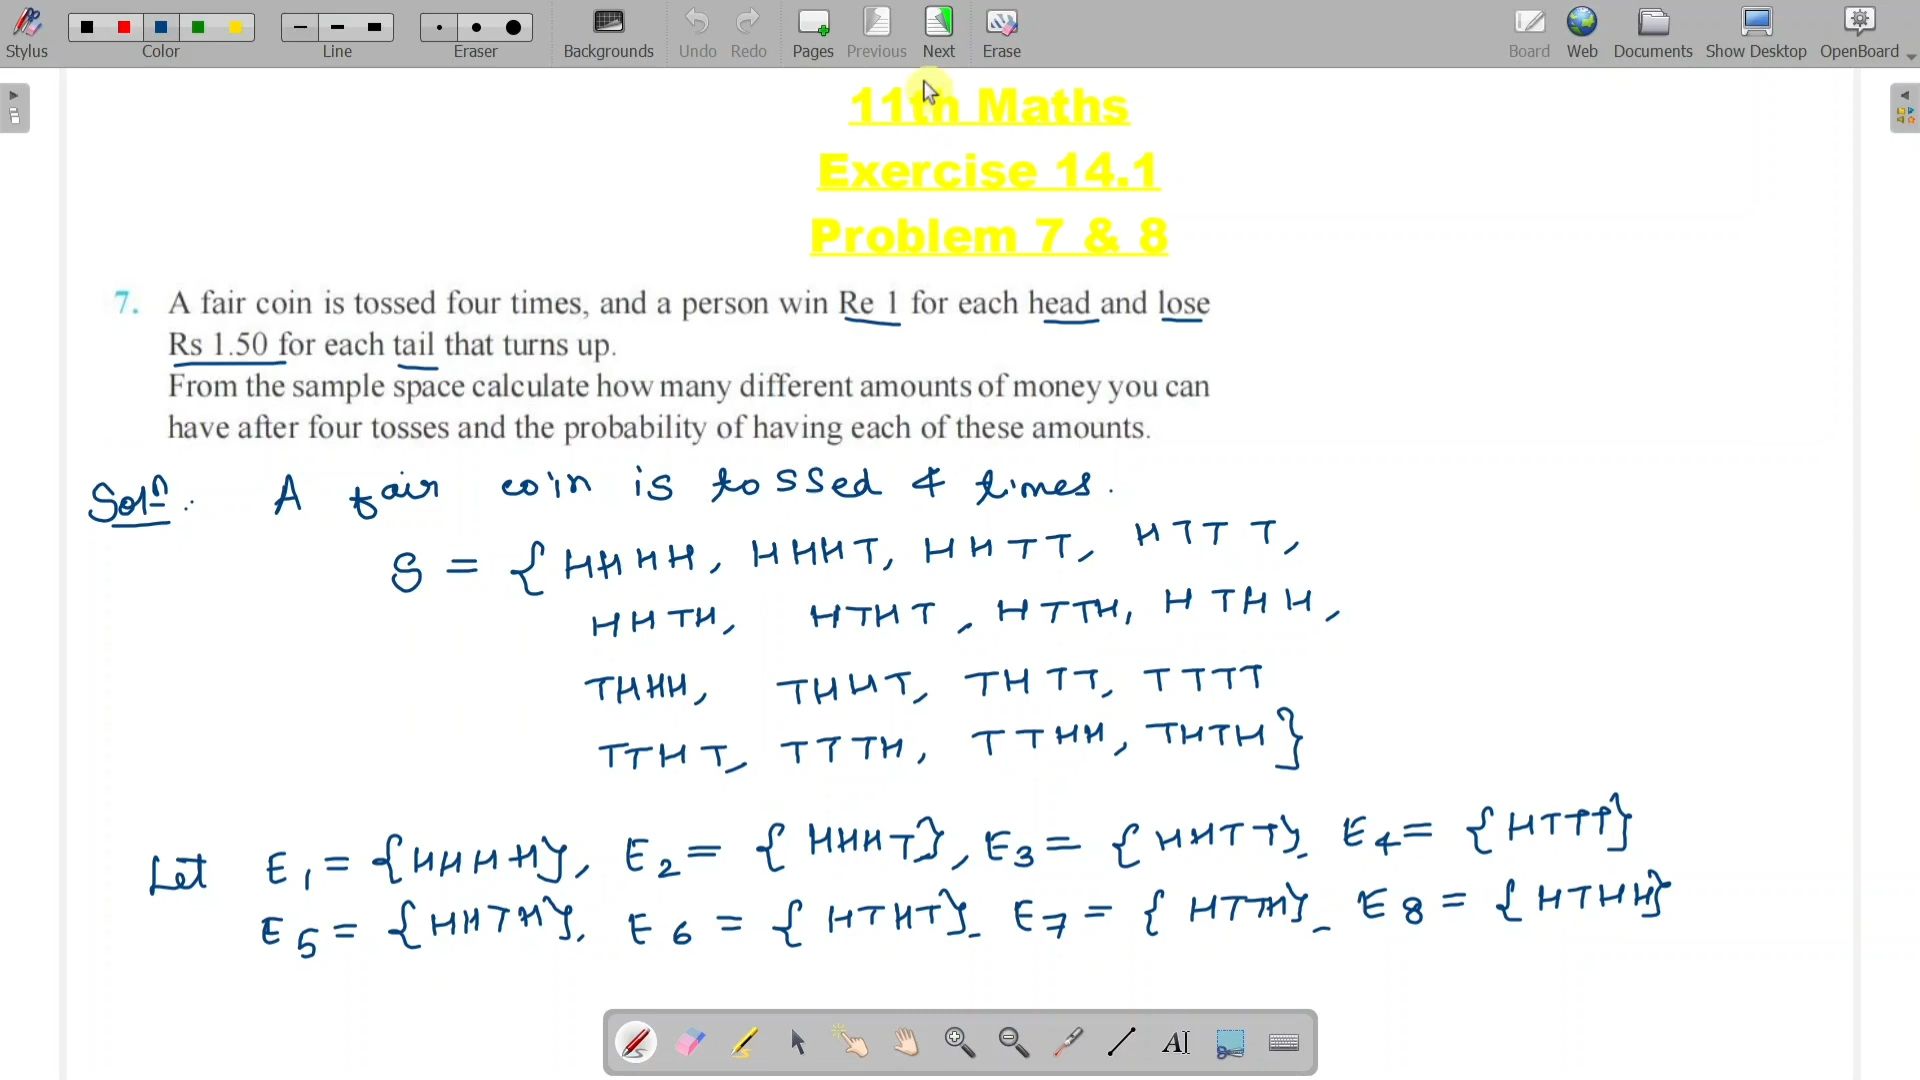 Stylus Color Line Eraser Backgrounds Undo Redo Pages Previous Next Erase Board Web Documents Show Desktop OpenBoard
11th Maths
Exercise 14.1
Problem 7 & 8
7. A fair coin is tossed four times, and a person win Re 1 for each head and lose
Rs 1.50 for each tail that turns up.
From the sample space calculate how many different amounts of money you can
have after four tosses and the probability of having each of these amounts.
Solⁿ: A fair coin is tossed 4 times.
S = { HHHH, HHHT, HHTT, HTTT,
HHTH, HTHT, HTTH, HTHH,
THHH, THHT, THTT, TTTT
TTHT, TTTH, TTHH, THTH }
Let E₁ = {HHHH}, E₂ = {HHHT}, E₃ = {HHTT}, E₄ = {HTTT}
E₅ = {HHTH}, E₆ = {HTHT}, E₇ = {HTTH}, E₈ = {HTHH}
AI